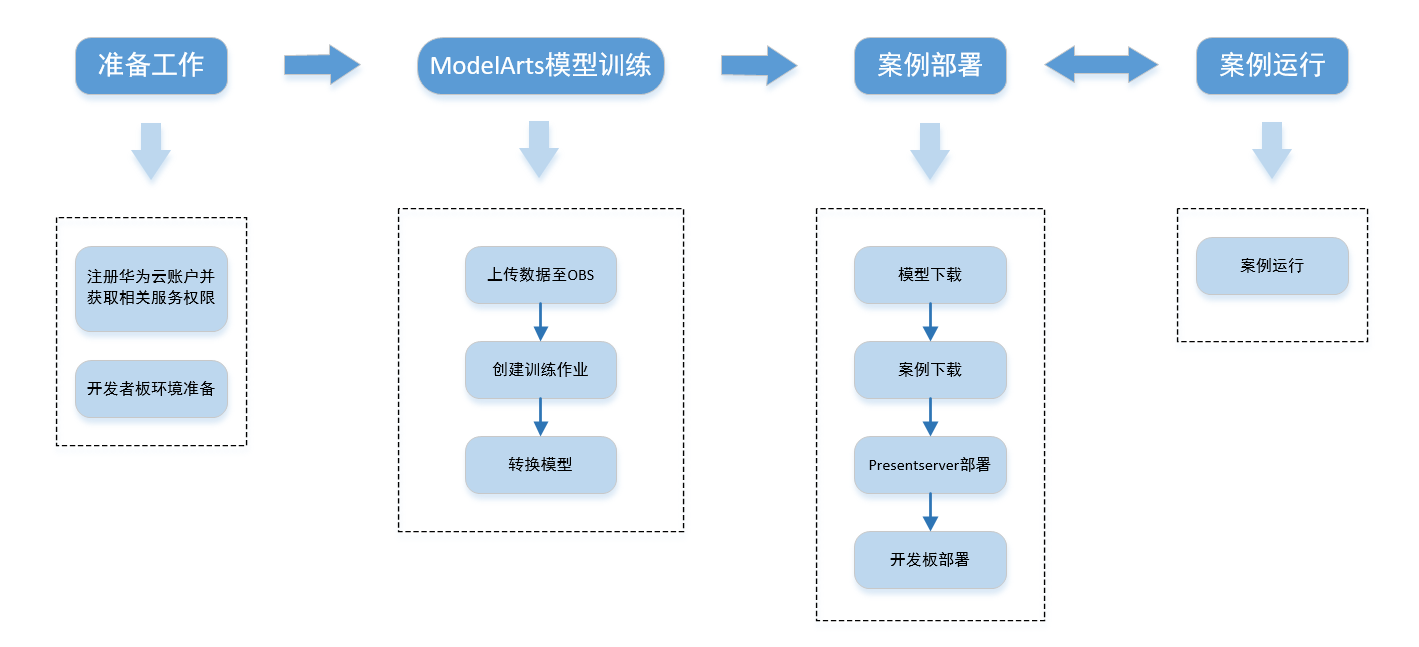 准备工作
ModelArts模型训练
案例部署
案例运行
注册华为云账户并
获取相关服务权限
开发者板环境准备
上传数据至OBS
创建训练作业
转换模型
模型下载
案例下载
Presentserver部署
开发板部署
案例运行